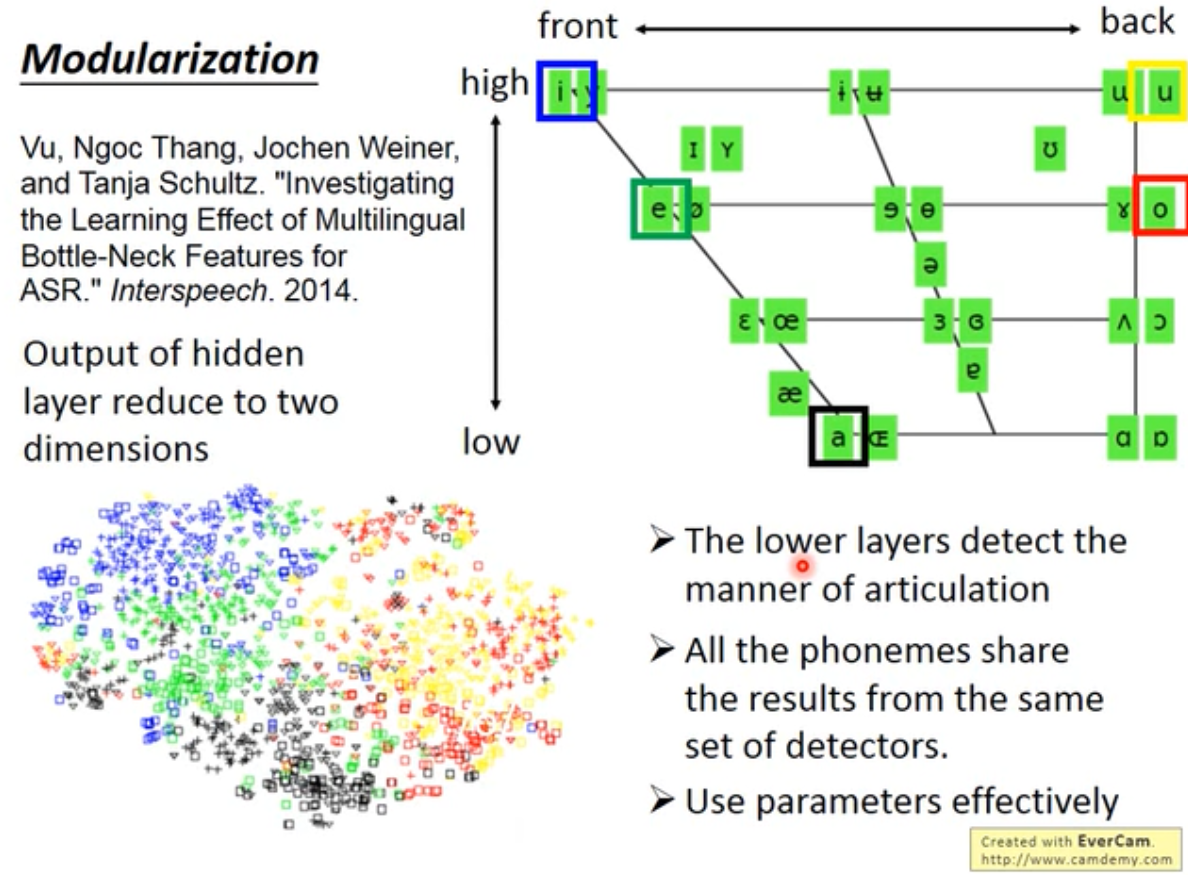 Modularization
Vu, Ngoc Thang, Jochen Weiner,
and Tanja Schultz. "Investigating
the Learning Effect of Multilingual
Bottle-Neck Features for
ASR." Interspeech. 2014.
Output of hidden
layer reduce to two
dimensions
front back
high
i y ɨ ʉ ɯ u
ɪ ʏ ʊ
e ø ɘ ɵ ɤ o
ə
ɛ œ ɜ ɞ ʌ ɔ
æ ɐ
low
a ɶ ɑ ɒ
➢ The lower layers detect the
manner of articulation
➢ All the phonemes share
the results from the same
set of detectors.
➢ Use parameters effectively
Created with EverCam.
http://www.camdemy.com